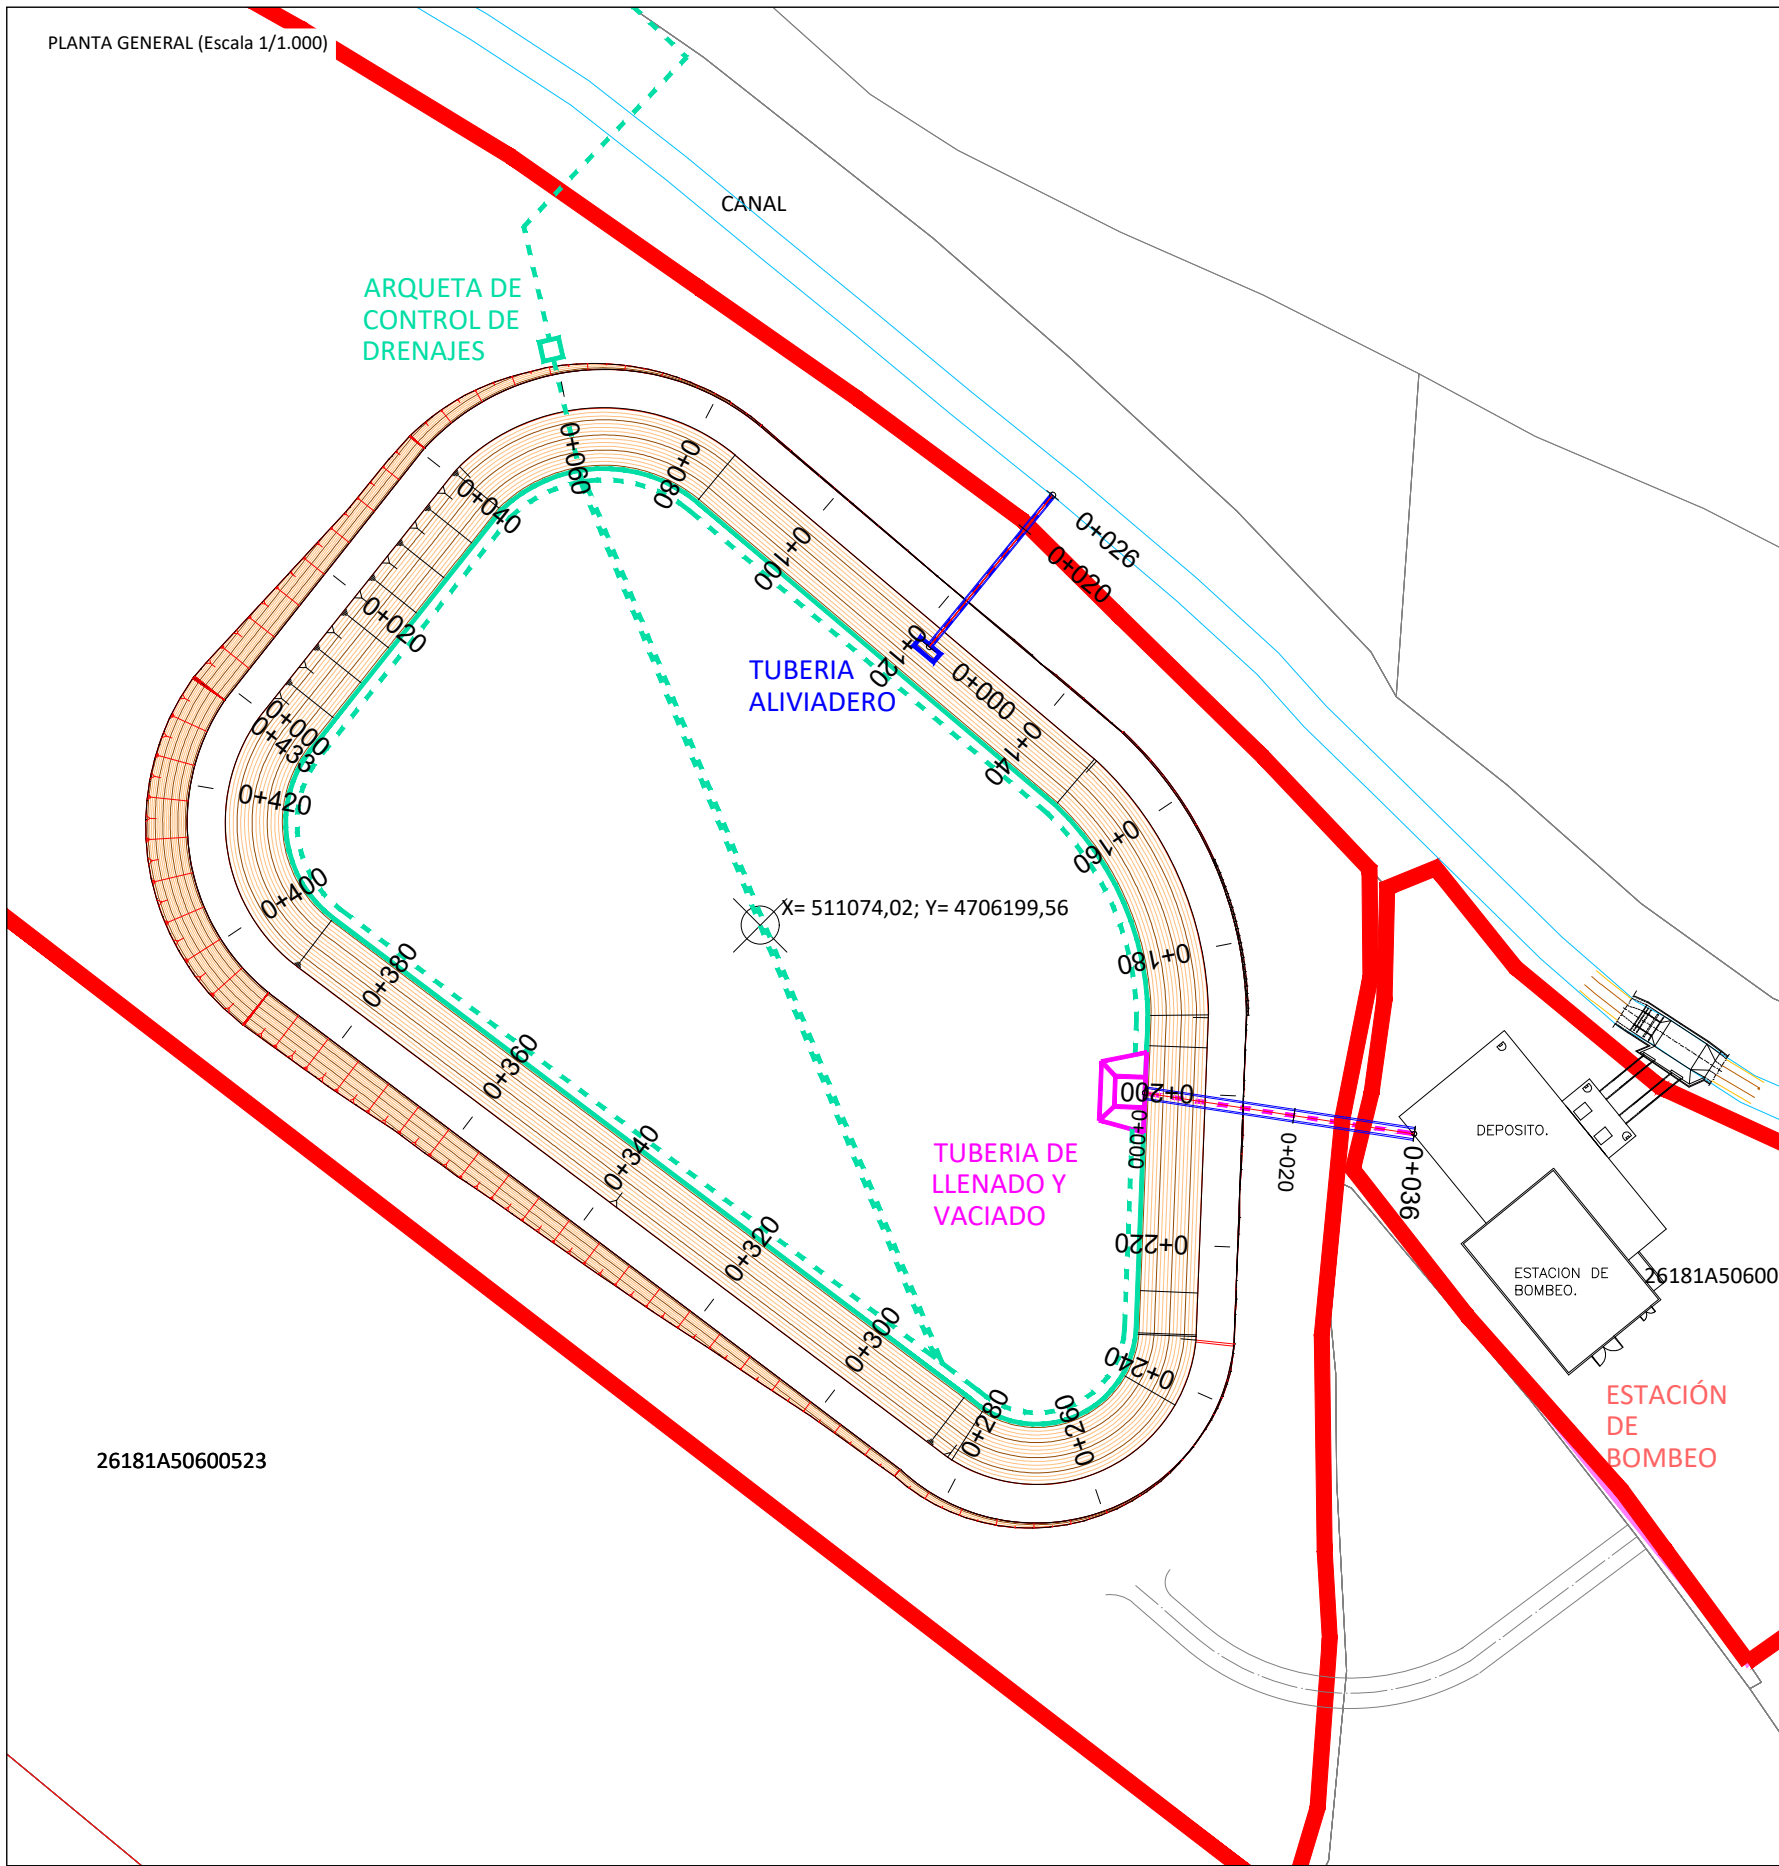 PLANTA GENERAL (Escala 1/1.000)
CANAL
ARQUETA DE
CONTROL DE
DRENAJES
0+060
0+080
0+040
0+100
0+026
0+020
0+020
0+120
TUBERIA
ALIVIADERO
0+000
0+000
0+433
0+140
0+420
0+160
0+400
X= 511074,02; Y= 4706199,56
0+180
0+380
0+360
0+200
0+000
DEPOSITO.
TUBERIA DE
LLENADO Y
VACIADO
0+020
0+036
0+340
0+220
0+320
ESTACION DE
BOMBEO.
26181A50600
0+300
0+240
0+280
0+260
ESTACIÓN
DE
BOMBEO
26181A50600523